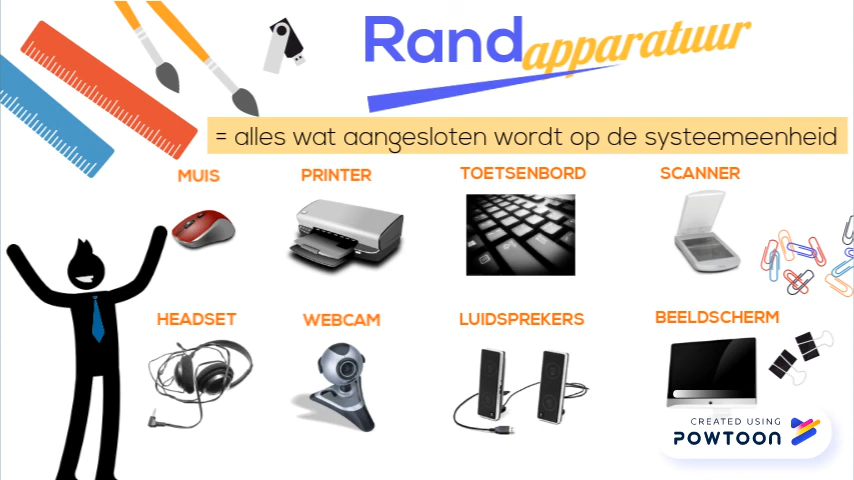 Randapparatuur
= alles wat aangesloten wordt op de systeemeenheid
MUIS PRINTER TOETSENBORD SCANNER
HEADSET WEBCAM LUIDSPREKERS BEELDSCHERM
CREATED USING
POWTOON